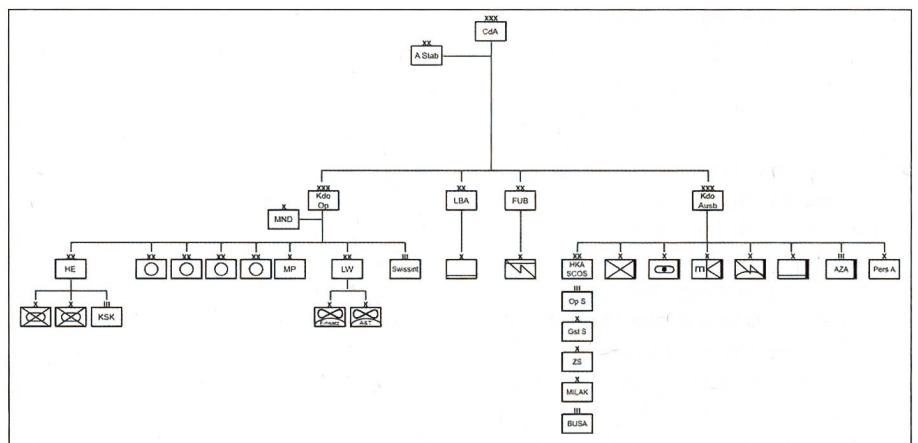 XXX
CdA
XX
A Stab
XXX
Kdo
Op
XX
LBA
XX
FUB
XXX
Kdo
Ausb
X
MND
XX
HE
XX
XX
XX
XX
X
MP
XX
LW
III
Swissint
XX
HKA
SCOS
X
X
X
X
X
III
AZA
X
Pers A
X
X
III
KSK
X
X
A&T
III
Op S
X
Gst S
X
ZS
X
MILAK
III
BUSA